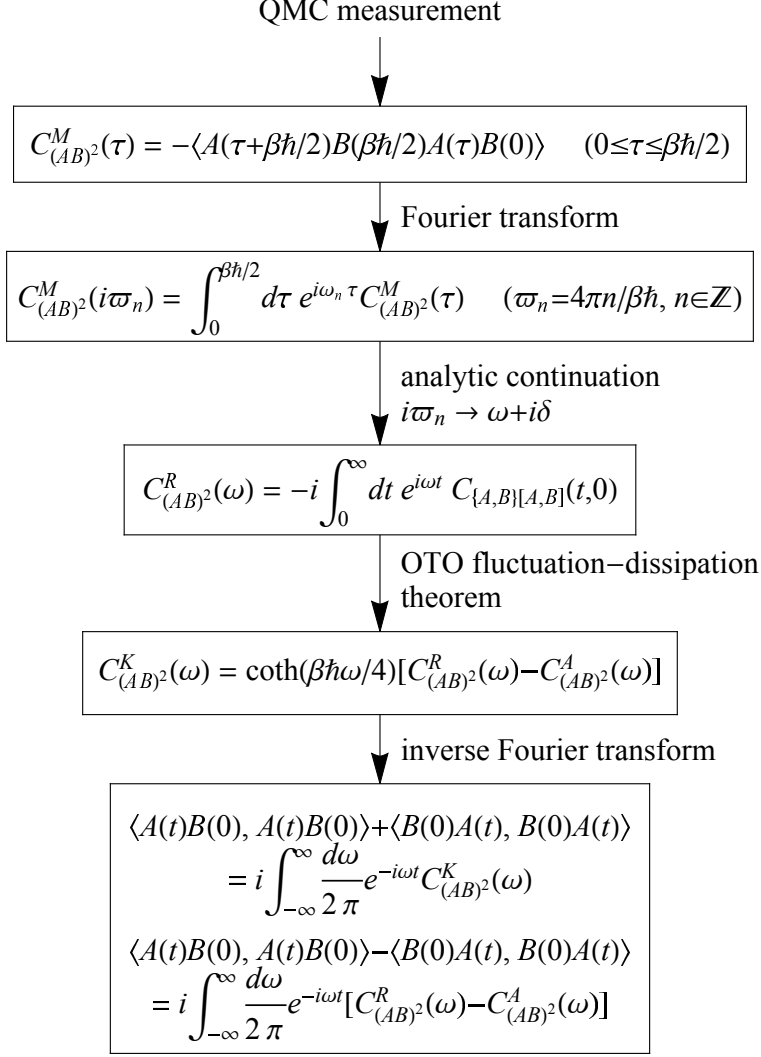 QMC measurement
C^M_{(AB)^2}(τ) = −⟨A(τ+βħ/2)B(βħ/2)A(τ)B(0)⟩ (0≤τ≤βħ/2)
Fourier transform
C^M_{(AB)^2}(iϖ_n) = ∫_0^{βħ/2} dτ e^{iω_n τ} C^M_{(AB)^2}(τ) (ϖ_n=4πn/βħ, n∈ℤ)
analytic continuation
iϖ_n → ω+iδ
C^R_{(AB)^2}(ω) = −i∫_0^∞ dt e^{iωt} C_{{A,B}[A,B]}(t,0)
OTO fluctuation−dissipation
theorem
C^K_{(AB)^2}(ω) = coth(βħω/4)[C^R_{(AB)^2}(ω)−C^A_{(AB)^2}(ω)]
inverse Fourier transform
⟨A(t)B(0), A(t)B(0)⟩+⟨B(0)A(t), B(0)A(t)⟩
= i∫_{−∞}^∞ dω/2π e^{−iωt} C^K_{(AB)^2}(ω)
⟨A(t)B(0), A(t)B(0)⟩−⟨B(0)A(t), B(0)A(t)⟩
= i∫_{−∞}^∞ dω/2π e^{−iωt}[C^R_{(AB)^2}(ω)−C^A_{(AB)^2}(ω)]